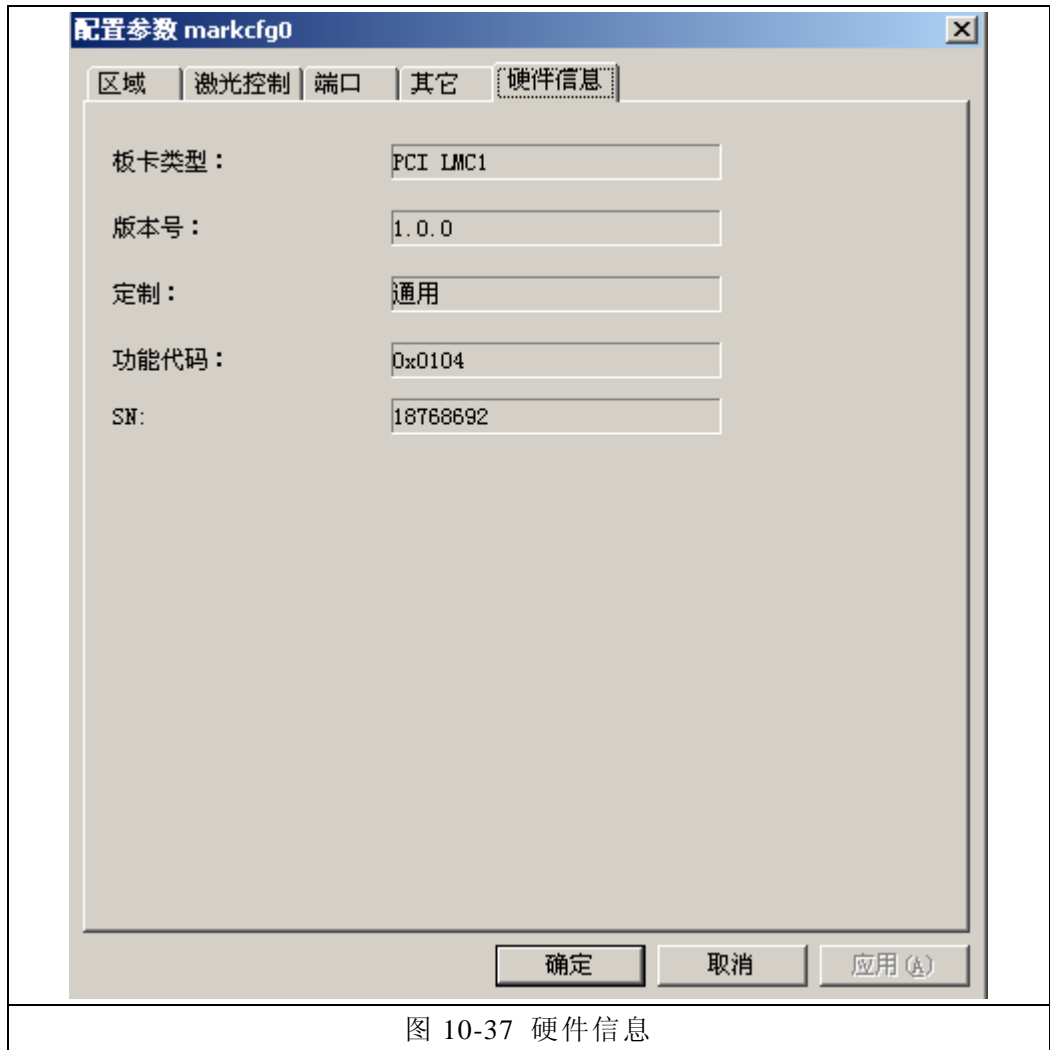 配置参数 markcfg0
区域 激光控制 端口 其它 硬件信息
板卡类型： PCI LMC1
版本号： 1.0.0
定制： 通用
功能代码： 0x0104
SN: 18768692
确定 取消 应用(A)
图 10-37 硬件信息